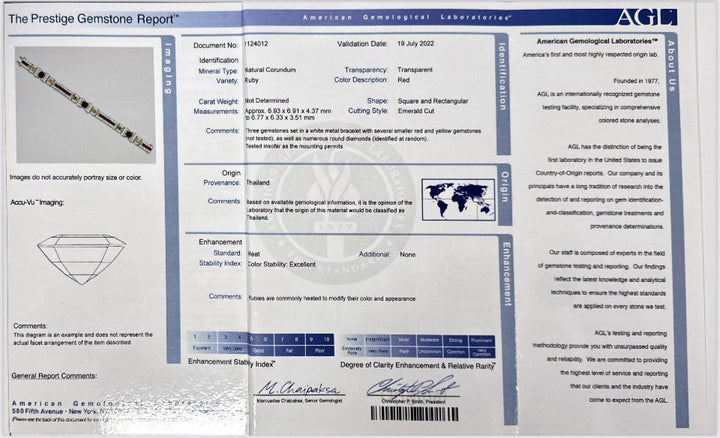 The Prestige Gemstone Report™
American Gemological Laboratories™
AGL
Imaging
Images do not accurately portray size or color.
Accu-Vu™Imaging:
Comments:
This diagram is an example and does not represent the
actual facet arrangement of the item described
General Report Comments:
American Gemolo
580 Fifth Avenue · New York, N
Document No: 1124012
Validation Date: 19 July 2022
Identification
Mineral Type: Natural Corundum
Transparency: Transparent
Variety: Ruby
Color Description: Red
Carat Weight: Not Determined
Shape: Square and Rectangular
Measurements: Approx. 6.93 x 6.91 x 4.37 mm
Cutting Style: Emerald Cut
to 6.77 x 6.33 x 3.51 mm
Comments: Three gemstones set in a white metal bracelet with several smaller red and yellow gemstones
(not tested), as well as numerous round diamonds (identified at random).
Tested insofar as the mounting permits.
Identification
Origin
Provenance: Thailand
Comments: Based on available gemological information, it is the opinion of the
Laboratory that the origin of this material would be classified as
Thailand.
Origin
Enhancement
Standard: Heat
Additional: None
Stability Index: Color Stability, Excellent
Comments: Rubies are commonly heated to modify their color and appearance.
Enhancement
1 2 3 4 5 6 7 8 9 10
Excellent Very Good Good Fair Poor
Enhancement Stability Index™
None Insignificant Minor Moderate Strong Prominent
Extremely Rare Very Rare Rare Uncommon Common Very Common
Degree of Clarity Enhancement & Relative Rarity™
M. Chaipaksa
Monruedee Chaipaksa, Senior Gemologist
Christopher P. Smith, President
American Gemological Laboratories™
America's first and most highly respected origin lab.
Founded in 1977,
AGL is an internationally recognized gemstone
testing facility, specializing in comprehensive
colored stone analyses.
AGL has the distinction of being the
first laboratory in the United States to issue
Country-of-Origin reports. Our company and its
principals have a long tradition of research into the
detection of and reporting on gem identification-
and-classification, gemstone treatments and
provenance determinations.
Our staff is composed of experts in the field
of gemstone testing and reporting. Our findings
reflect the latest knowledge and analytical
techniques to ensure the highest standards
are applied on every stone we test.
AGL's testing and reporting
methodology provide you with unsurpassed quality
and reliability. We are committed to providing
the highest level of service and reporting
that our clients and the industry have
come to expect from the AGL.
About Us
1977